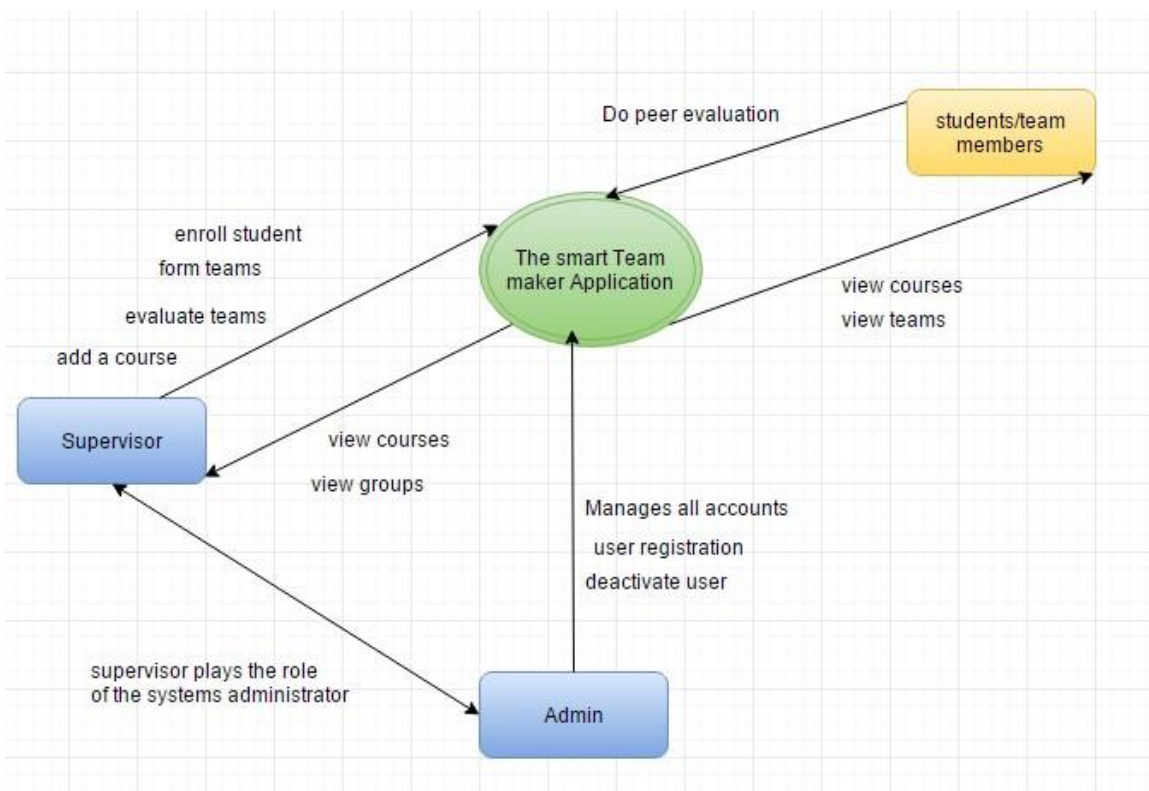 Do peer evaluation
students/team
members
enroll student
form teams
evaluate teams
add a course
The smart Team
maker Application
view courses
view teams
Supervisor
view courses
view groups
Manages all accounts
user registration
deactivate user
supervisor plays the role
of the systems administrator
Admin